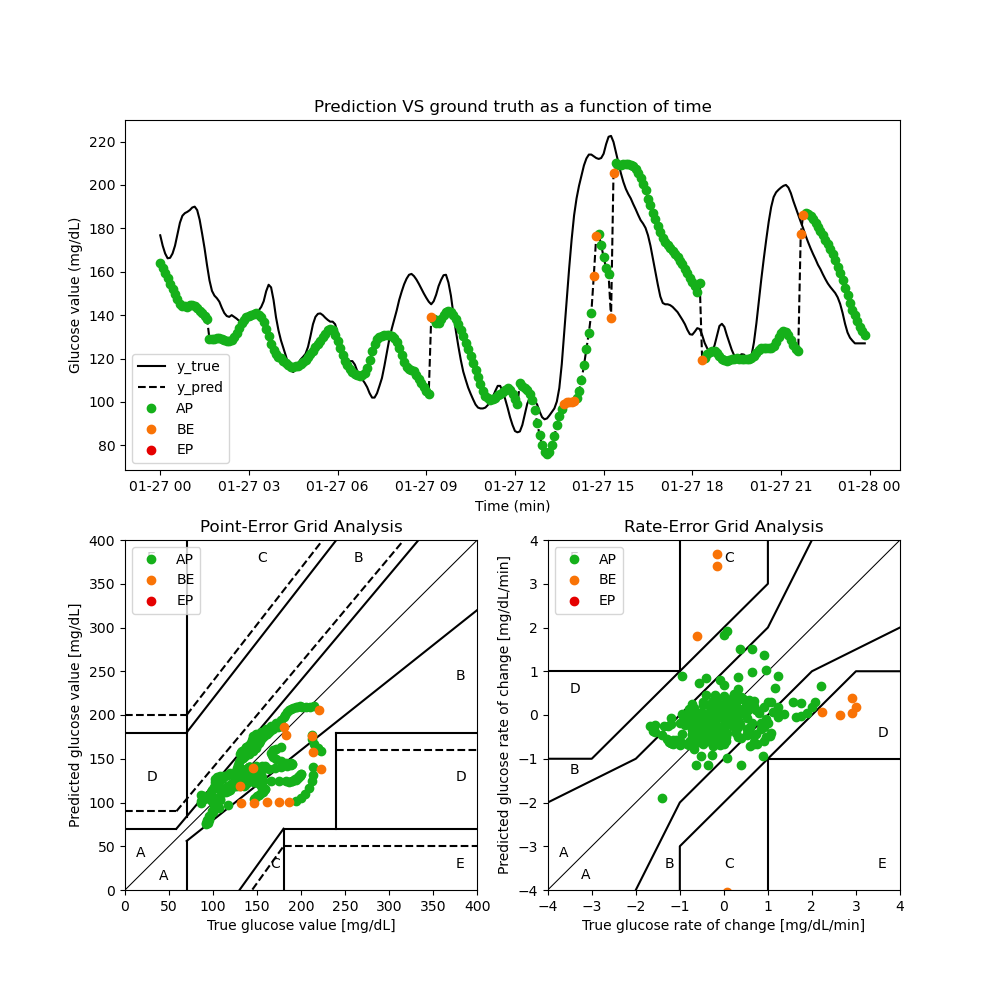 Prediction VS ground truth as a function of time
Glucose value (mg/dL)
220
200
180
160
140
120
100
80
y_true
y_pred
AP
BE
EP
01-27 00 01-27 03 01-27 06 01-27 09 01-27 12 01-27 15 01-27 18 01-27 21 01-28 00
Time (min)
Point-Error Grid Analysis
Predicted glucose value [mg/dL]
400
350
300
250
200
150
100
50
0
AP
BE
EP
C B
B
D D
A
A
C E
0 50 100 150 200 250 300 350 400
True glucose value [mg/dL]
Rate-Error Grid Analysis
Predicted glucose rate of change [mg/dL/min]
4
3
2
1
0
−1
−2
−3
−4
AP
BE
EP
C
D
D
B
A
A
B C E
−4 −3 −2 −1 0 1 2 3 4
True glucose rate of change [mg/dL/min]